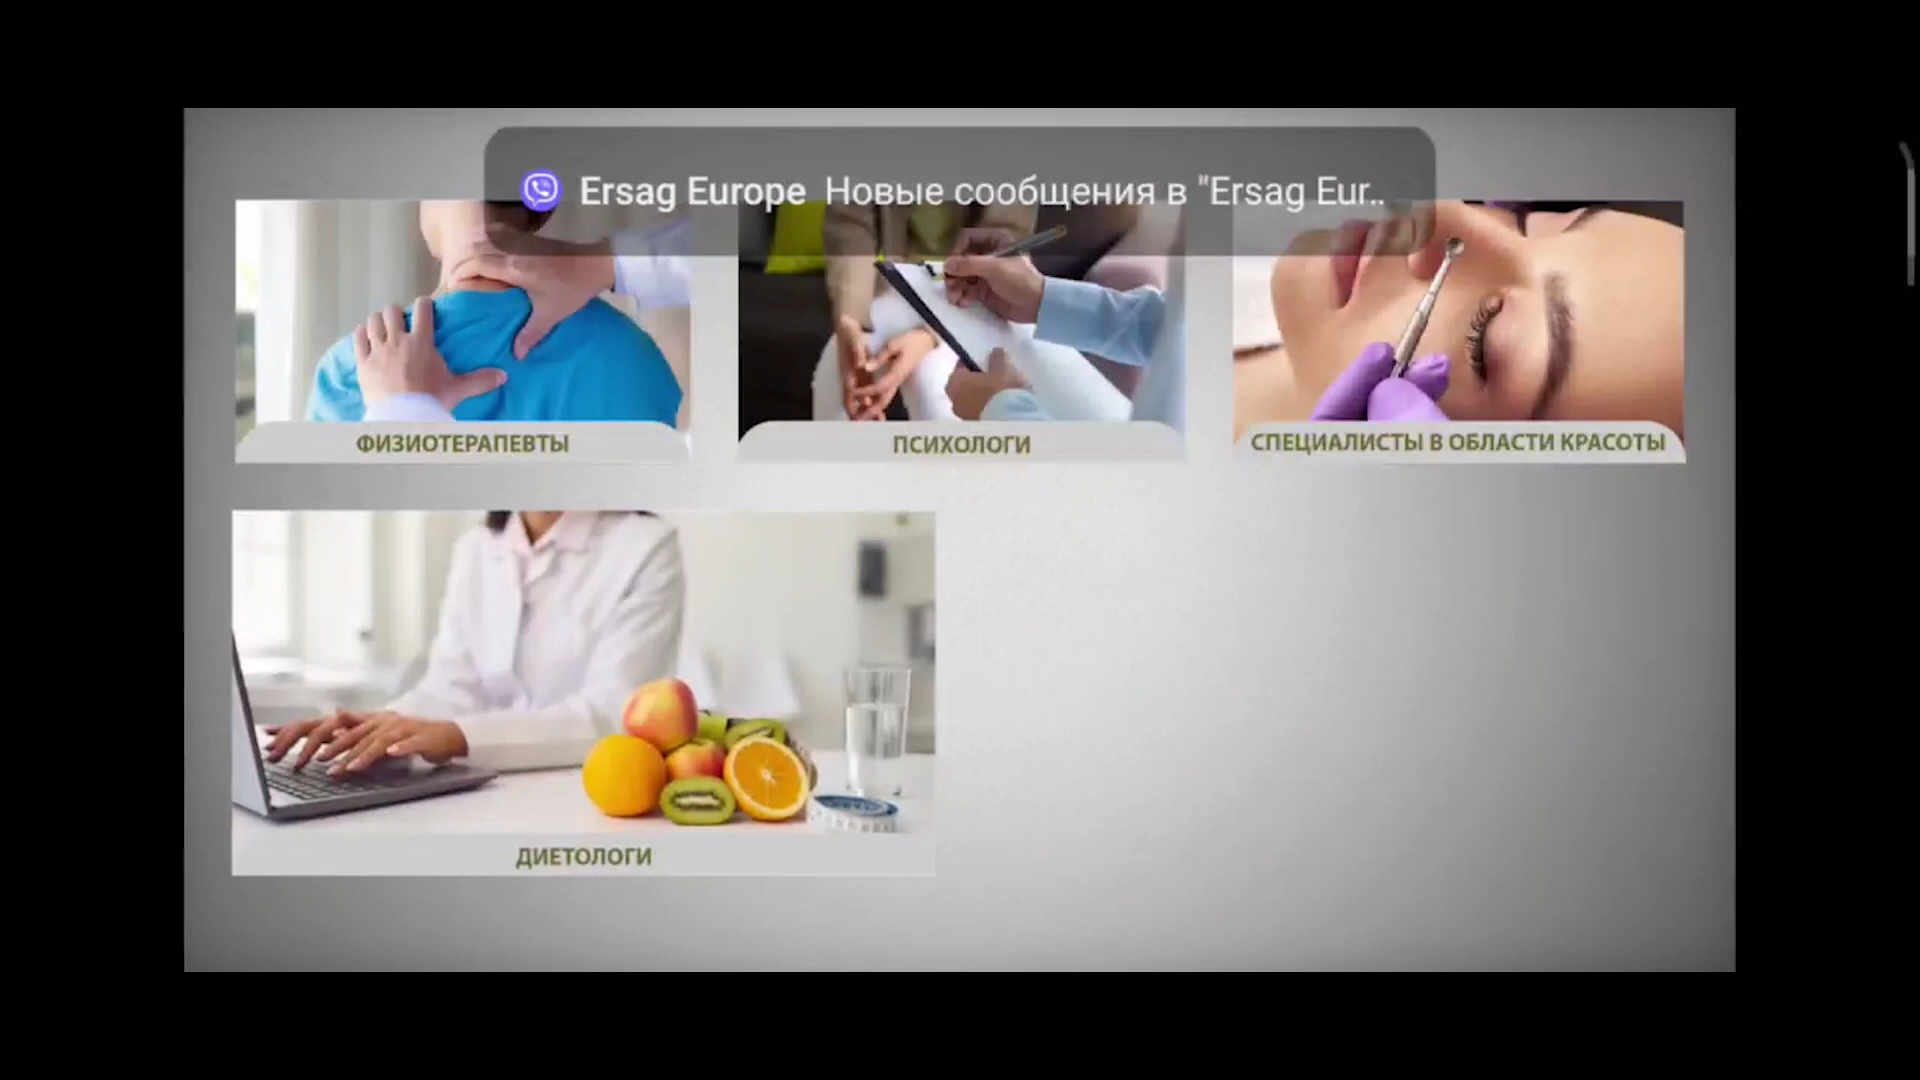 Ersag Europe Новые сообщения в "Ersag Eur..
ФИЗИОТЕРАПЕВТЫ
ПСИХОЛОГИ
СПЕЦИАЛИСТЫ В ОБЛАСТИ КРАСОТЫ
ДИЕТОЛОГИ